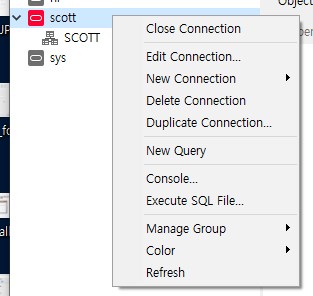 scott
SCOTT
sys
Close Connection
Edit Connection...
New Connection
Delete Connection
Duplicate Connection...
New Query
Console...
Execute SQL File...
Manage Group
Color
Refresh
Object